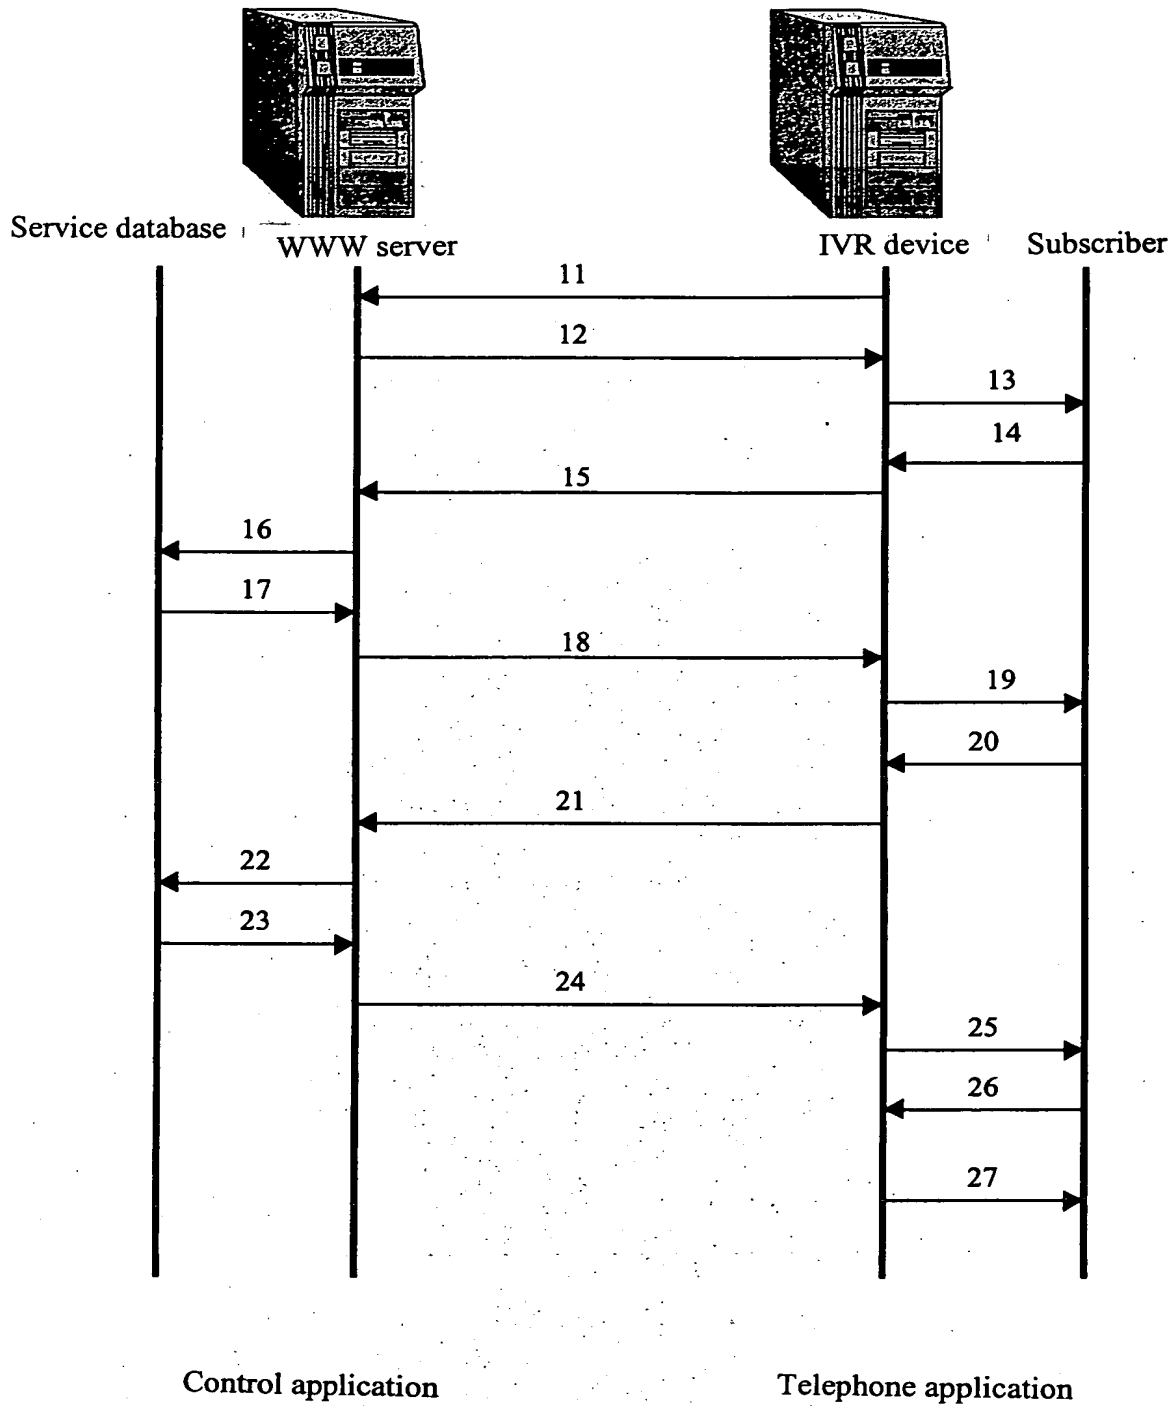 Service database
WWW server
IVR device
Subscriber
11
12
13
14
15
16
17
18
19
20
21
22
23
24
25
26
27
Control application
Telephone application